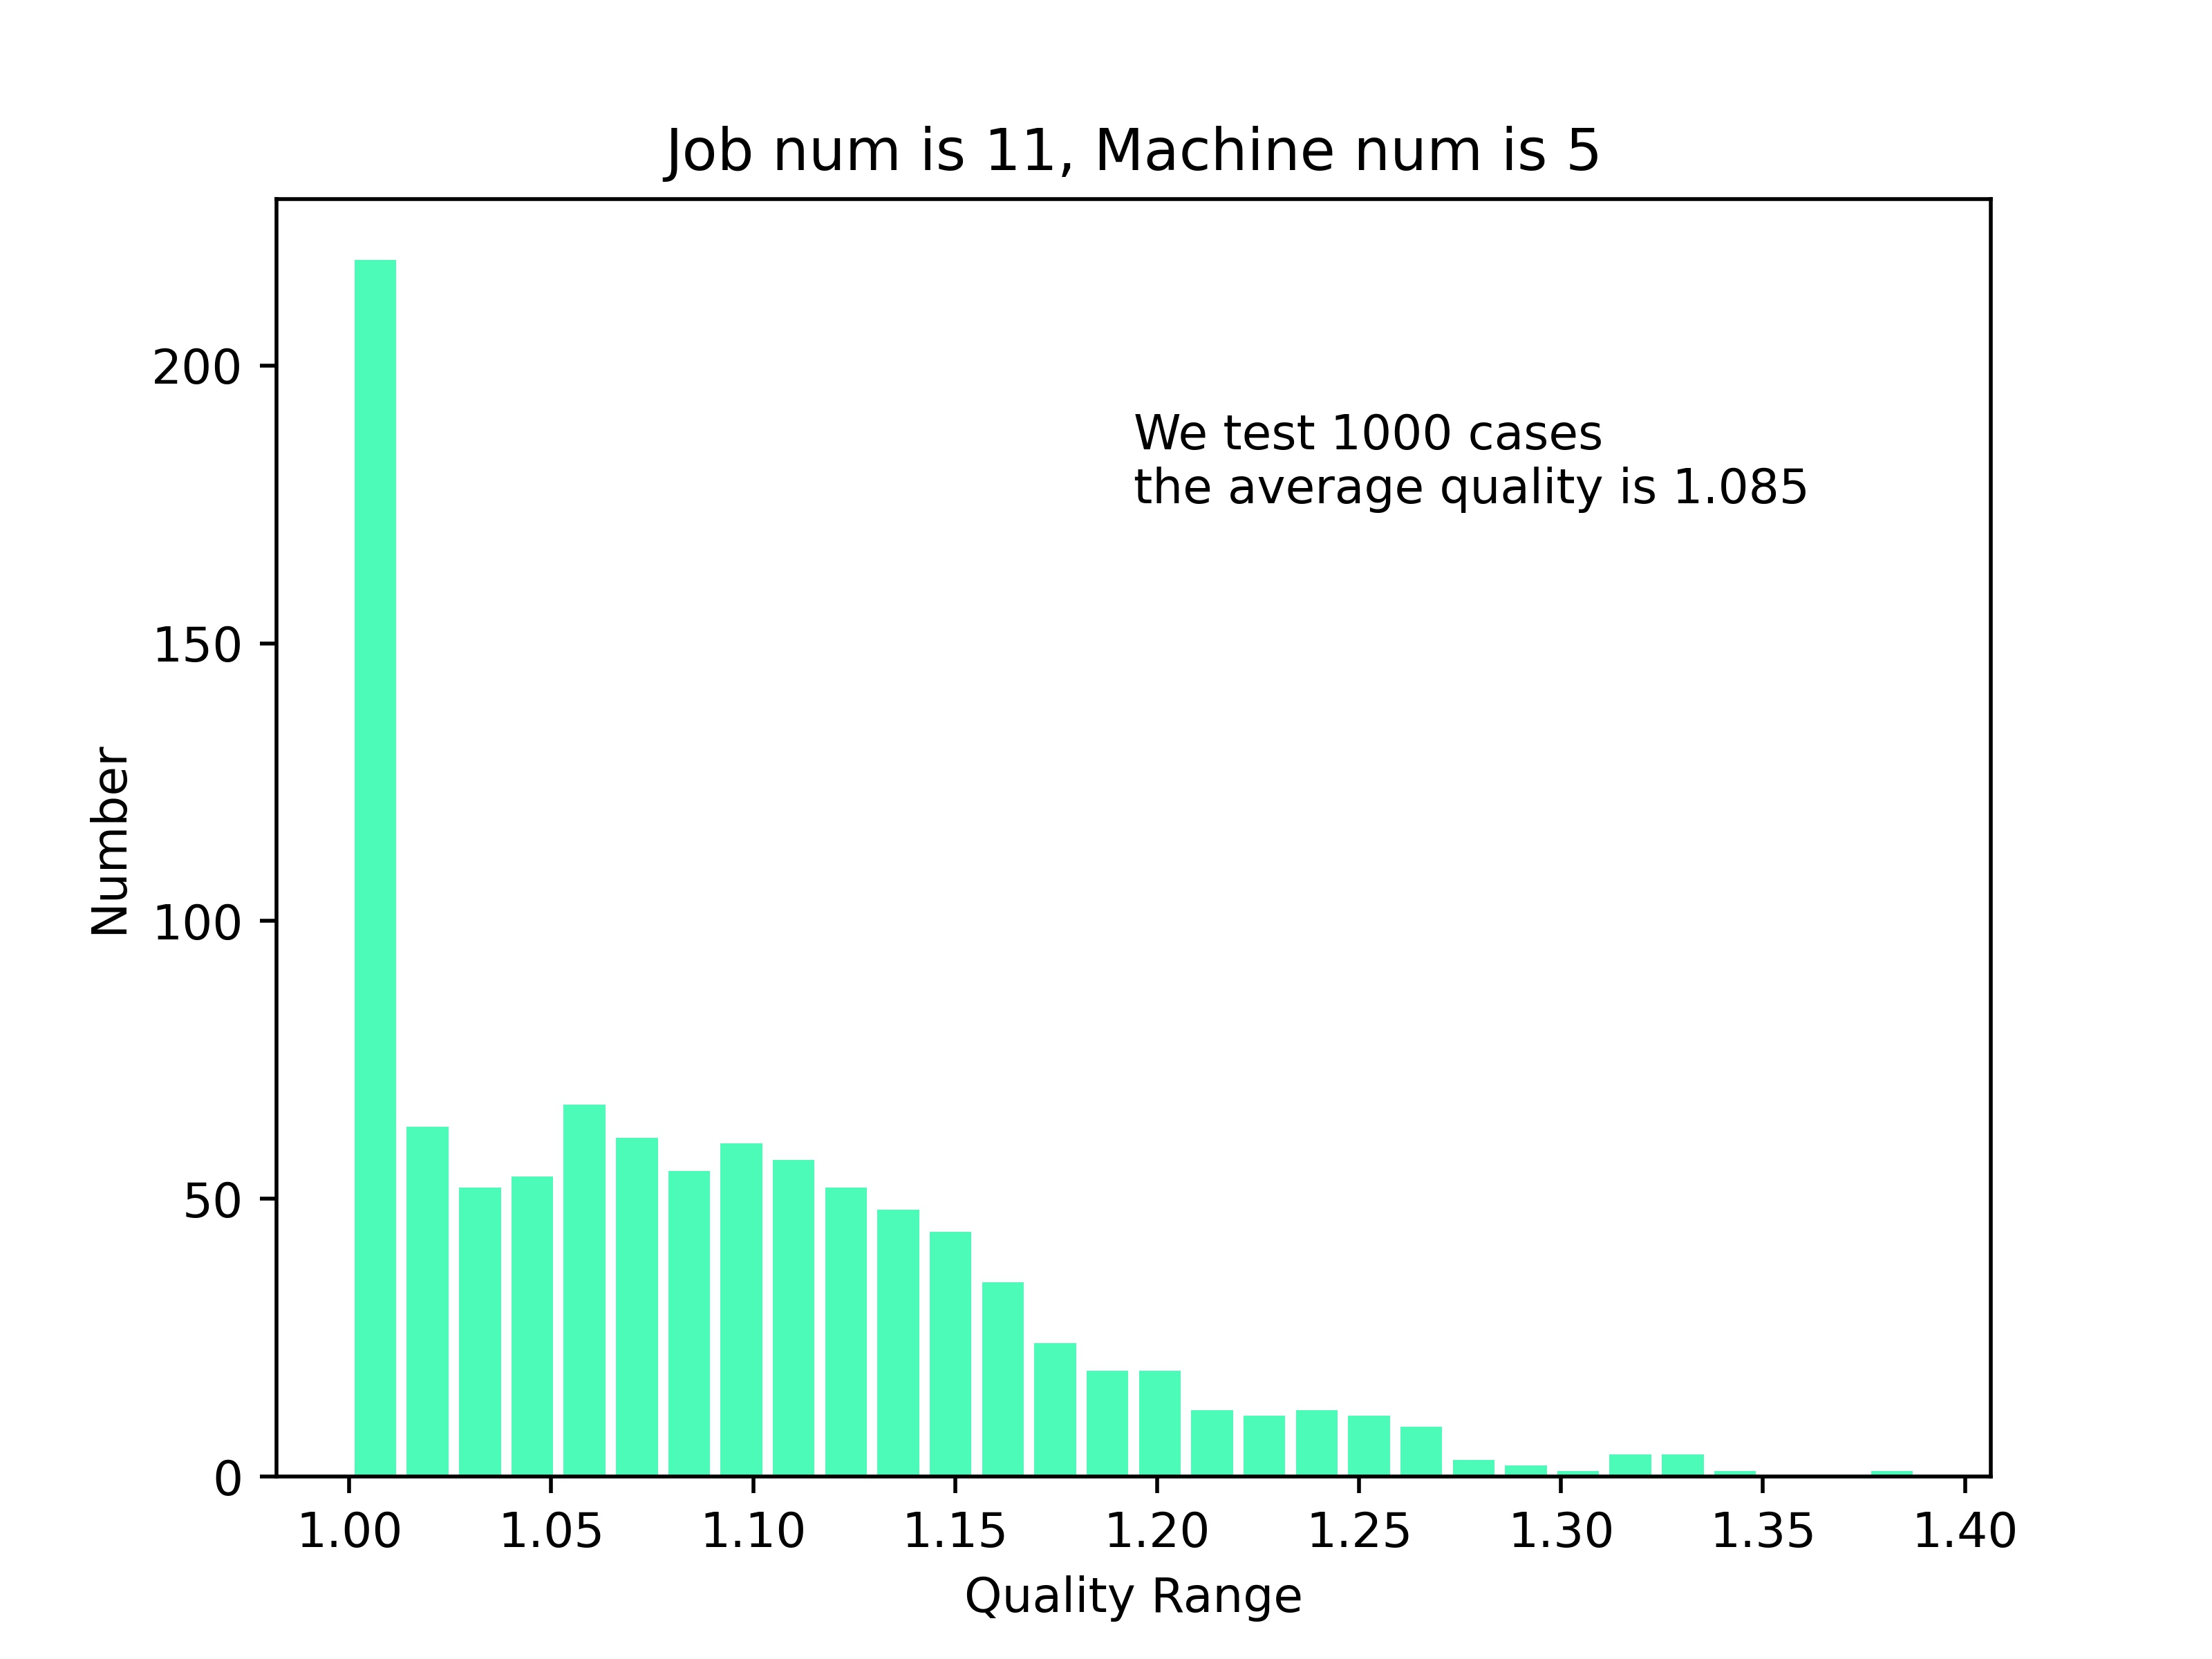 Job num is 11, Machine num is 5
We test 1000 cases
the average quality is 1.085
200
150
100
50
0
Number
1.00 1.05 1.10 1.15 1.20 1.25 1.30 1.35 1.40
Quality Range